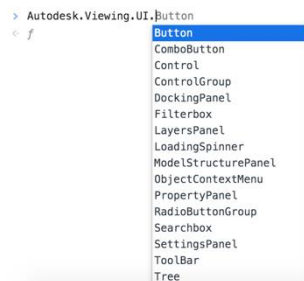 > Autodesk.Viewing.UI.Button
< f
Button
ComboButton
Control
ControlGroup
DockingPanel
Filterbox
LayersPanel
LoadingSpinner
ModelStructurePanel
ObjectContextMenu
PropertyPanel
RadioButtonGroup
Searchbox
SettingsPanel
ToolBar
Tree